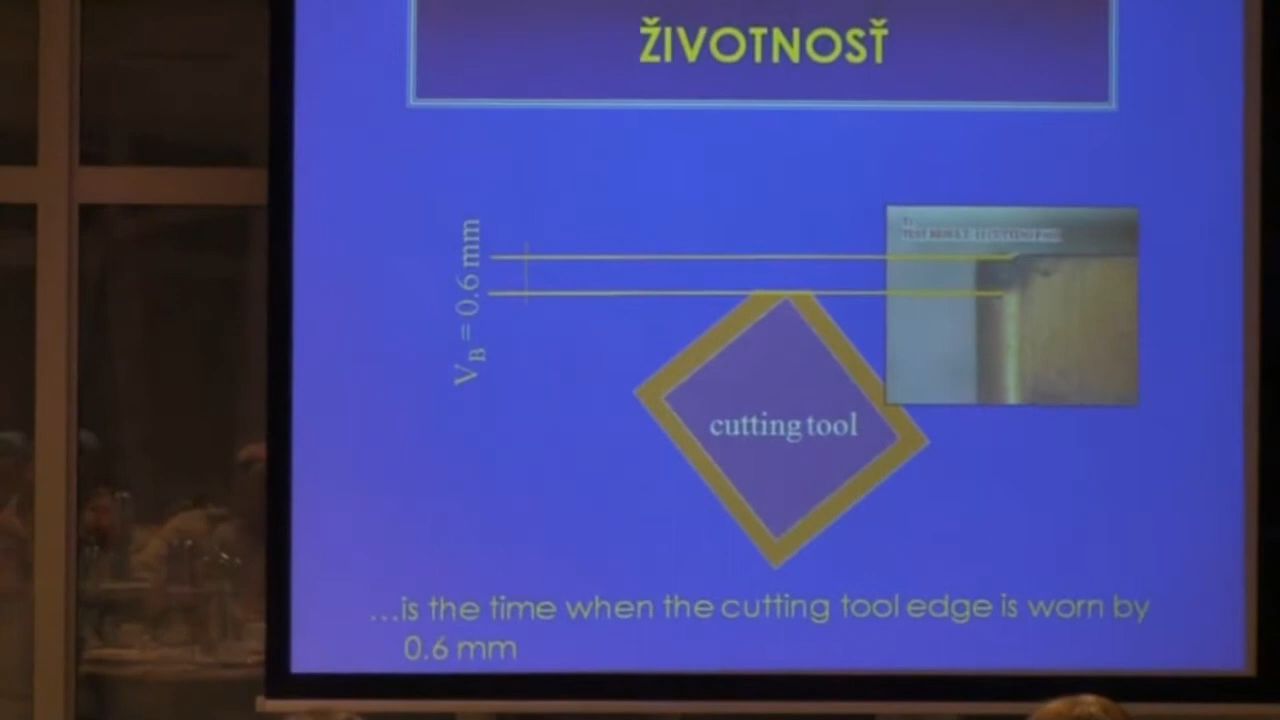 ŽIVOTNOSŤ
V_B = 0.6 mm
cutting tool
...is the time when the cutting tool edge is worn by
0.6 mm